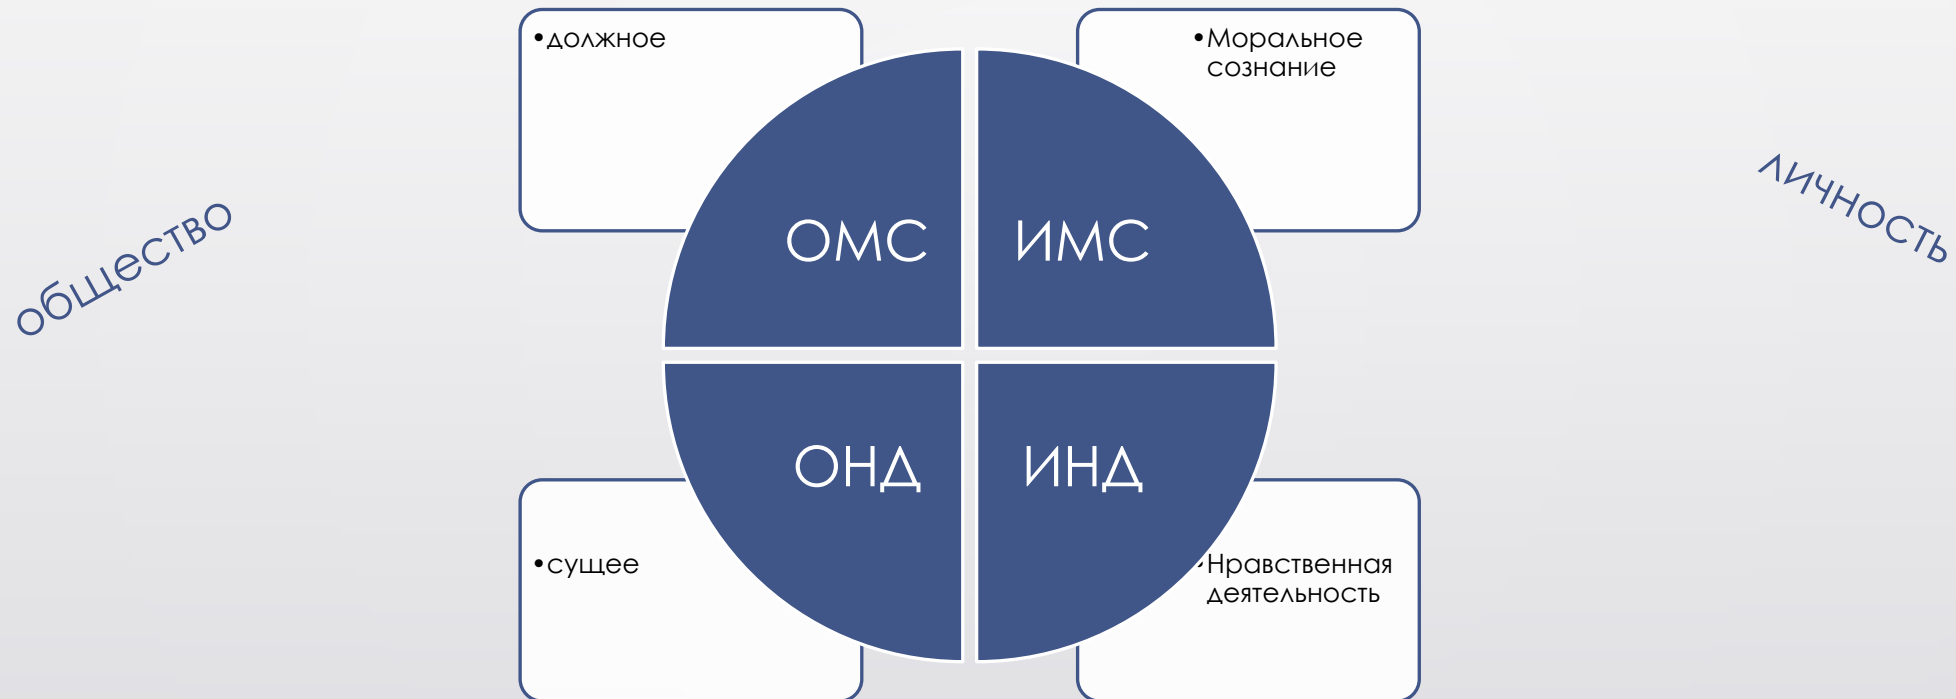 •должное
•Моральное
сознание
общество
личность
ОМС
ИМС
ОНД
ИНД
•сущее
•Нравственная
деятельность